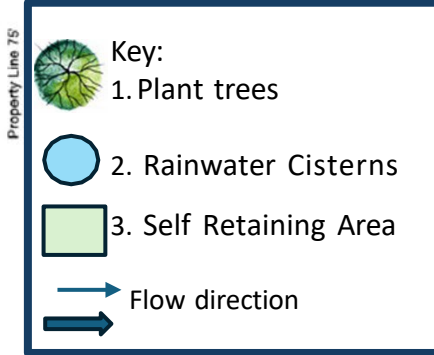 Property Line 75'
Key:
1. Plant trees
2. Rainwater Cisterns
3. Self Retaining Area
Flow direction